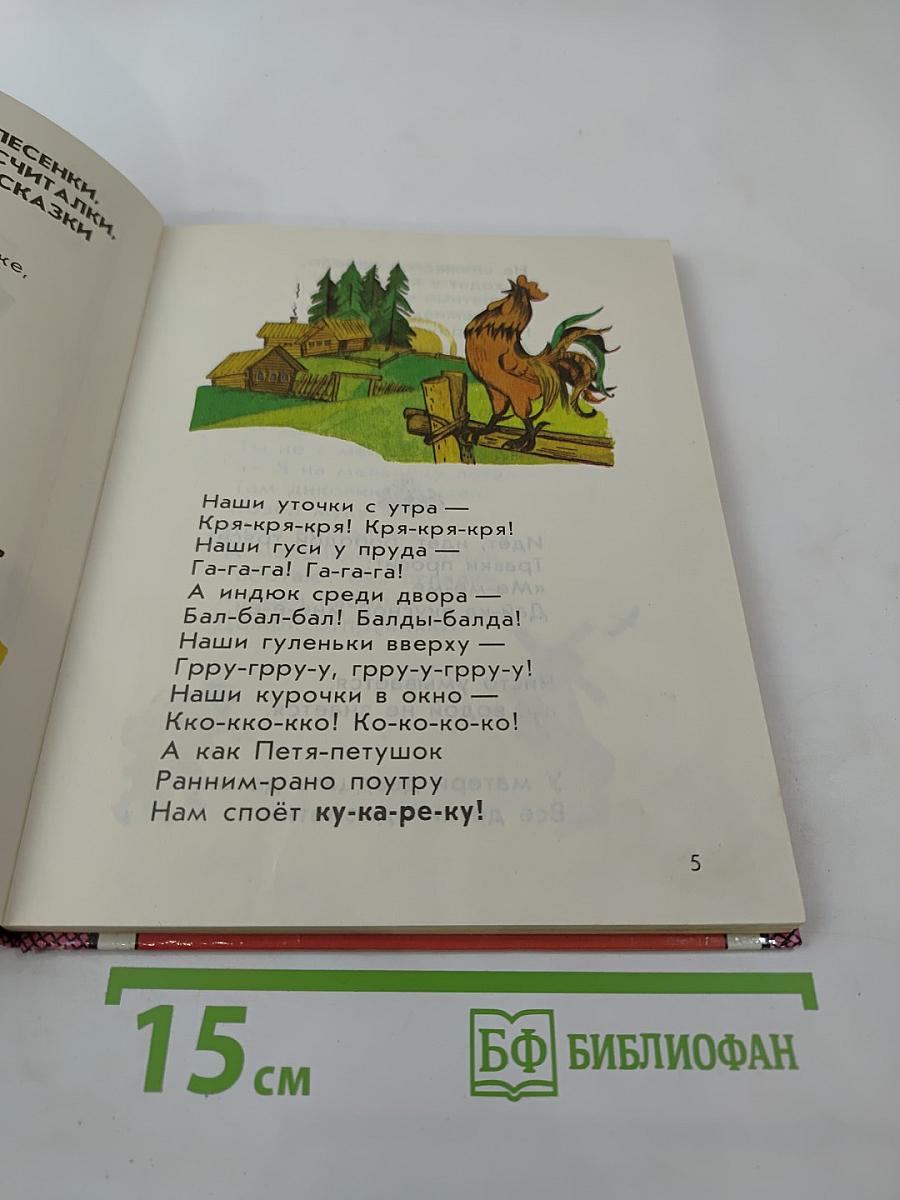 ПЕСЕНКИ,
СЧИТАЛКИ,
СКАЗКИ
же,
Наши уточки с утра —
Кря-кря-кря! Кря-кря-кря!
Наши гуси у пруда —
Га-га-га! Га-га-га!
А индюк среди двора —
Бал-бал-бал! Балды-балда!
Наши гуленьки вверху —
Грру-грру-у, грру-у-грру-у!
Наши курочки в окно —
Кко-кко-кко! Ко-ко-ко-ко!
А как Петя-петушок
Ранним-рано поутру
Нам споёт ку-ка-ре-ку!
5
15 см
БФ БИБЛИОФАН